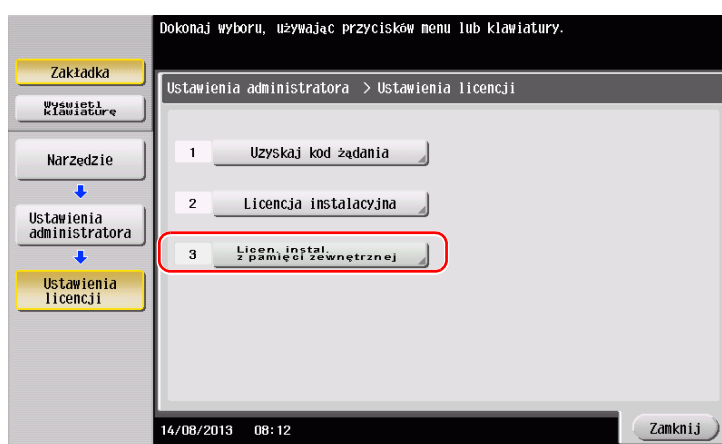 Dokonaj wyboru, używając przycisków menu lub klawiatury.
Zakładka
Wyświetl
klawiaturę
Narzędzie
Ustawienia
administratora
Ustawienia
licencji
Ustawienia administratora > Ustawienia licencji
1 Uzyskaj kod żądania
2 Licencja instalacyjna
3 Licen. instal.
z pamięci zewnętrznej
14/08/2013 08:12
Zamknij